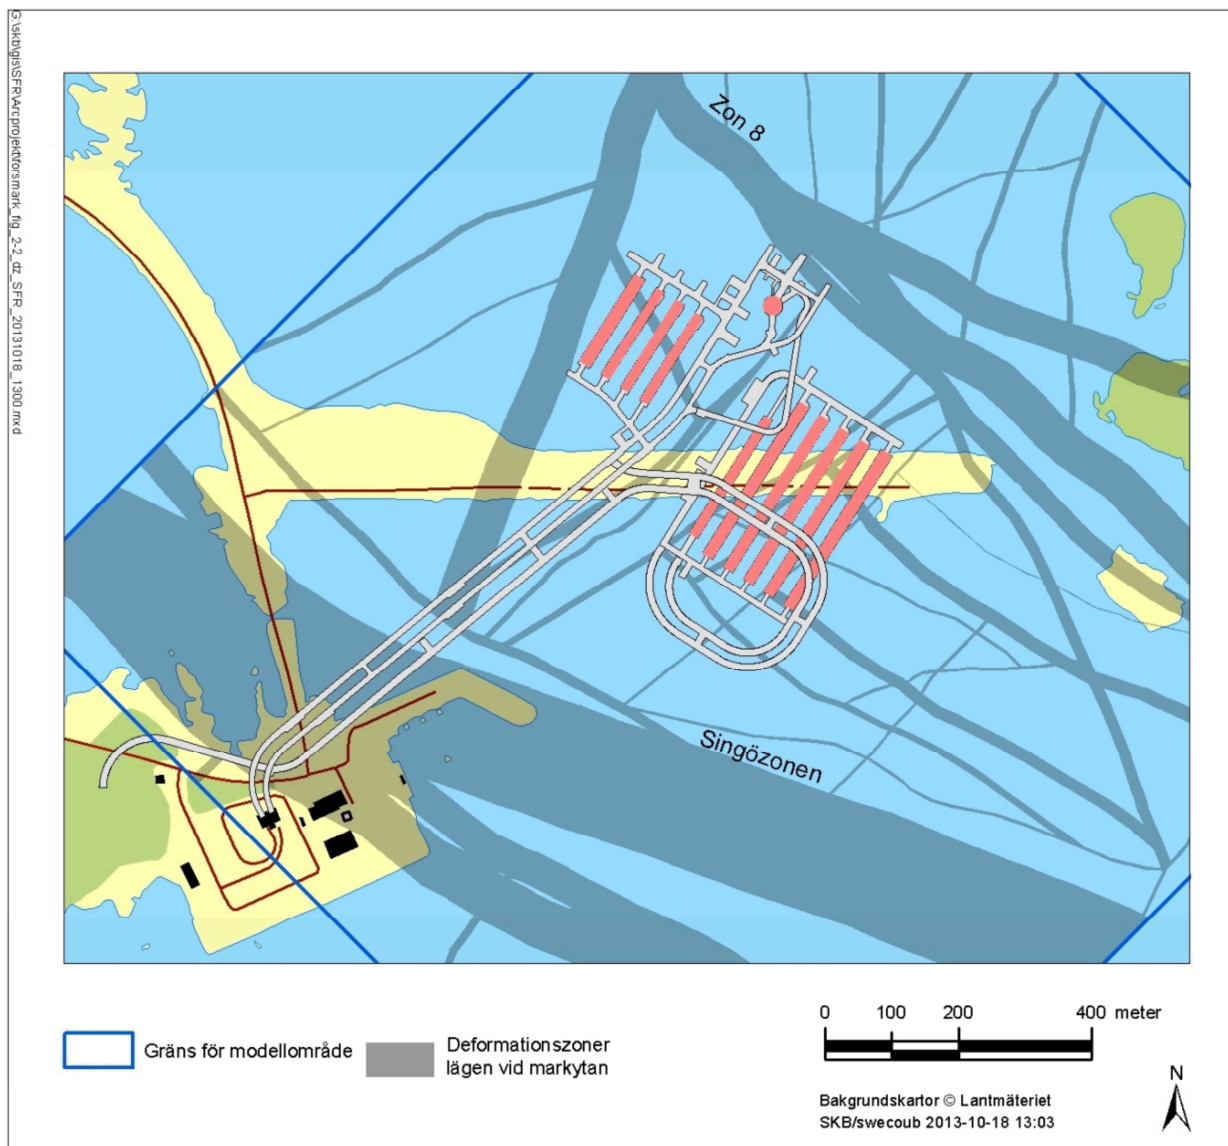 G:\skb\gis\SFR\Arcprojekt\forsmark_fig_2-2_dz_SFR_20131018_1300.mxd
Zon 8
Singözonen
Gräns för modellområde
Deformationszoner
lägen vid markytan
0 100 200 400 meter
N
Bakgrundskartor © Lantmäteriet
SKB/swecoub 2013-10-18 13:03